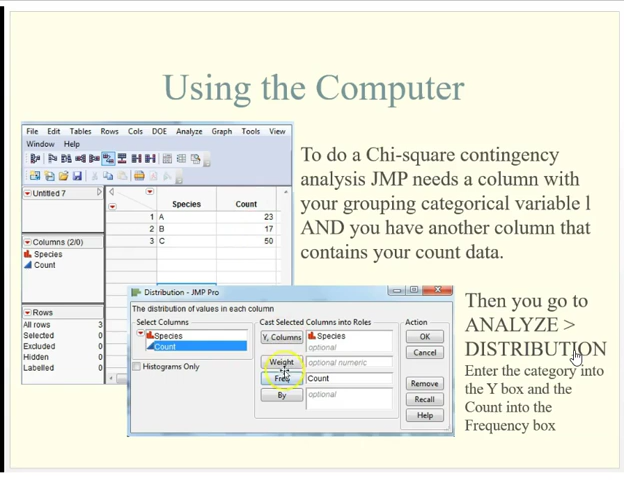 Using the Computer
File Edit Tables Rows Cols DOE Analyze Graph Tools View
Window Help
Untitled 7
Species Count
1 A 23
2 B 17
3 C 50
Columns (2/0)
Species
Count
Rows
All rows 3
Selected 0
Excluded 0
Hidden 0
Labelled 0
To do a Chi-square contingency
analysis JMP needs a column with
your grouping categorical variable 1
AND you have another column that
contains your count data.
Distribution - JMP Pro
The distribution of values in each column
Select Columns
Species
Count
Histograms Only
Cast Selected Columns into Roles
Y, Columns Species
optional
Weight optional numeric
Freq Count
By optional
Action
OK
Cancel
Remove
Recall
Help
Then you go to
ANALYZE >
DISTRIBUTION
Enter the category into
the Y box and the
Count into the
Frequency box